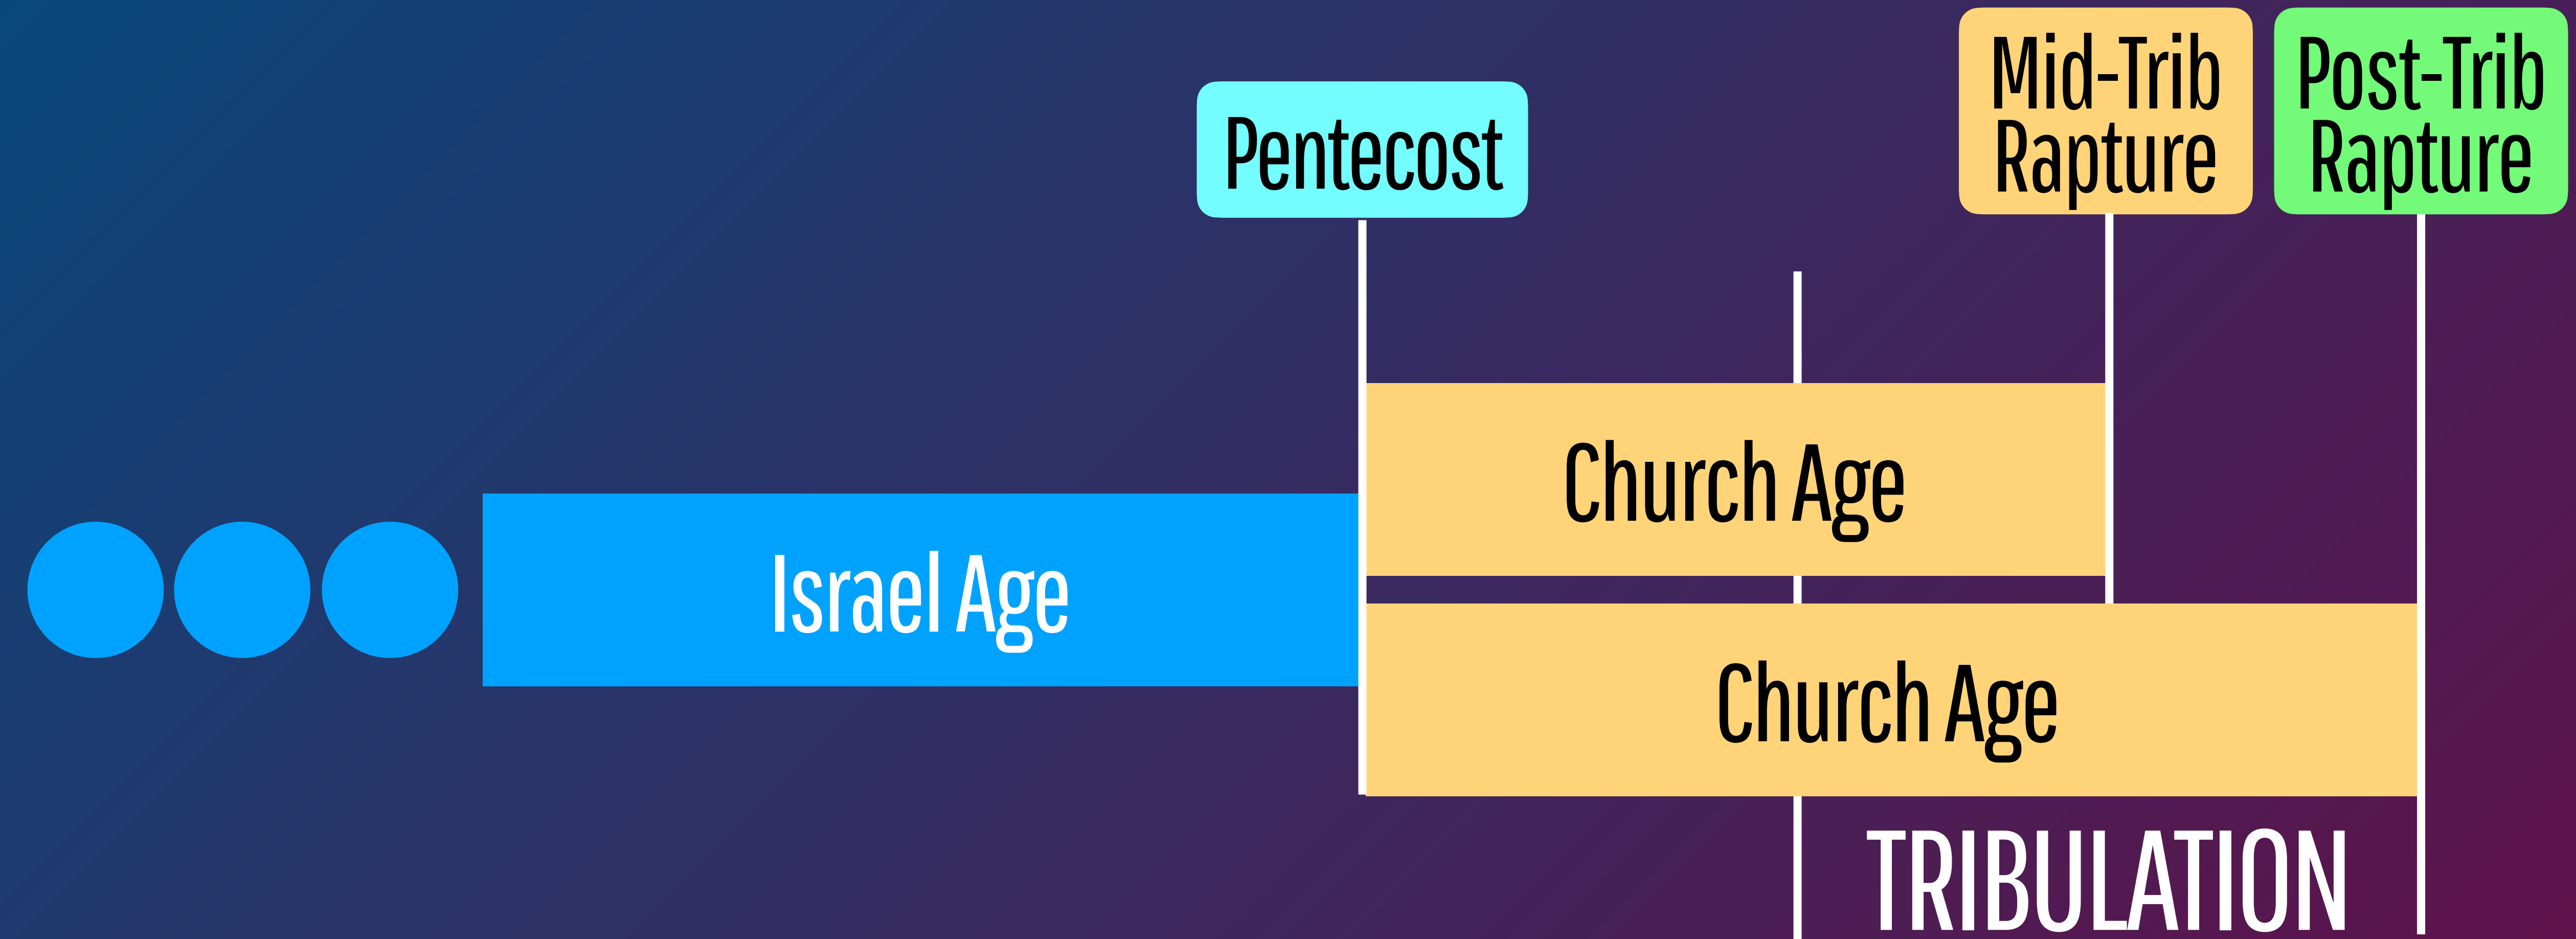 Pentecost
Mid-Trib
Rapture
Post-Trib
Rapture
Church Age
Israel Age
Church Age
TRIBULATION